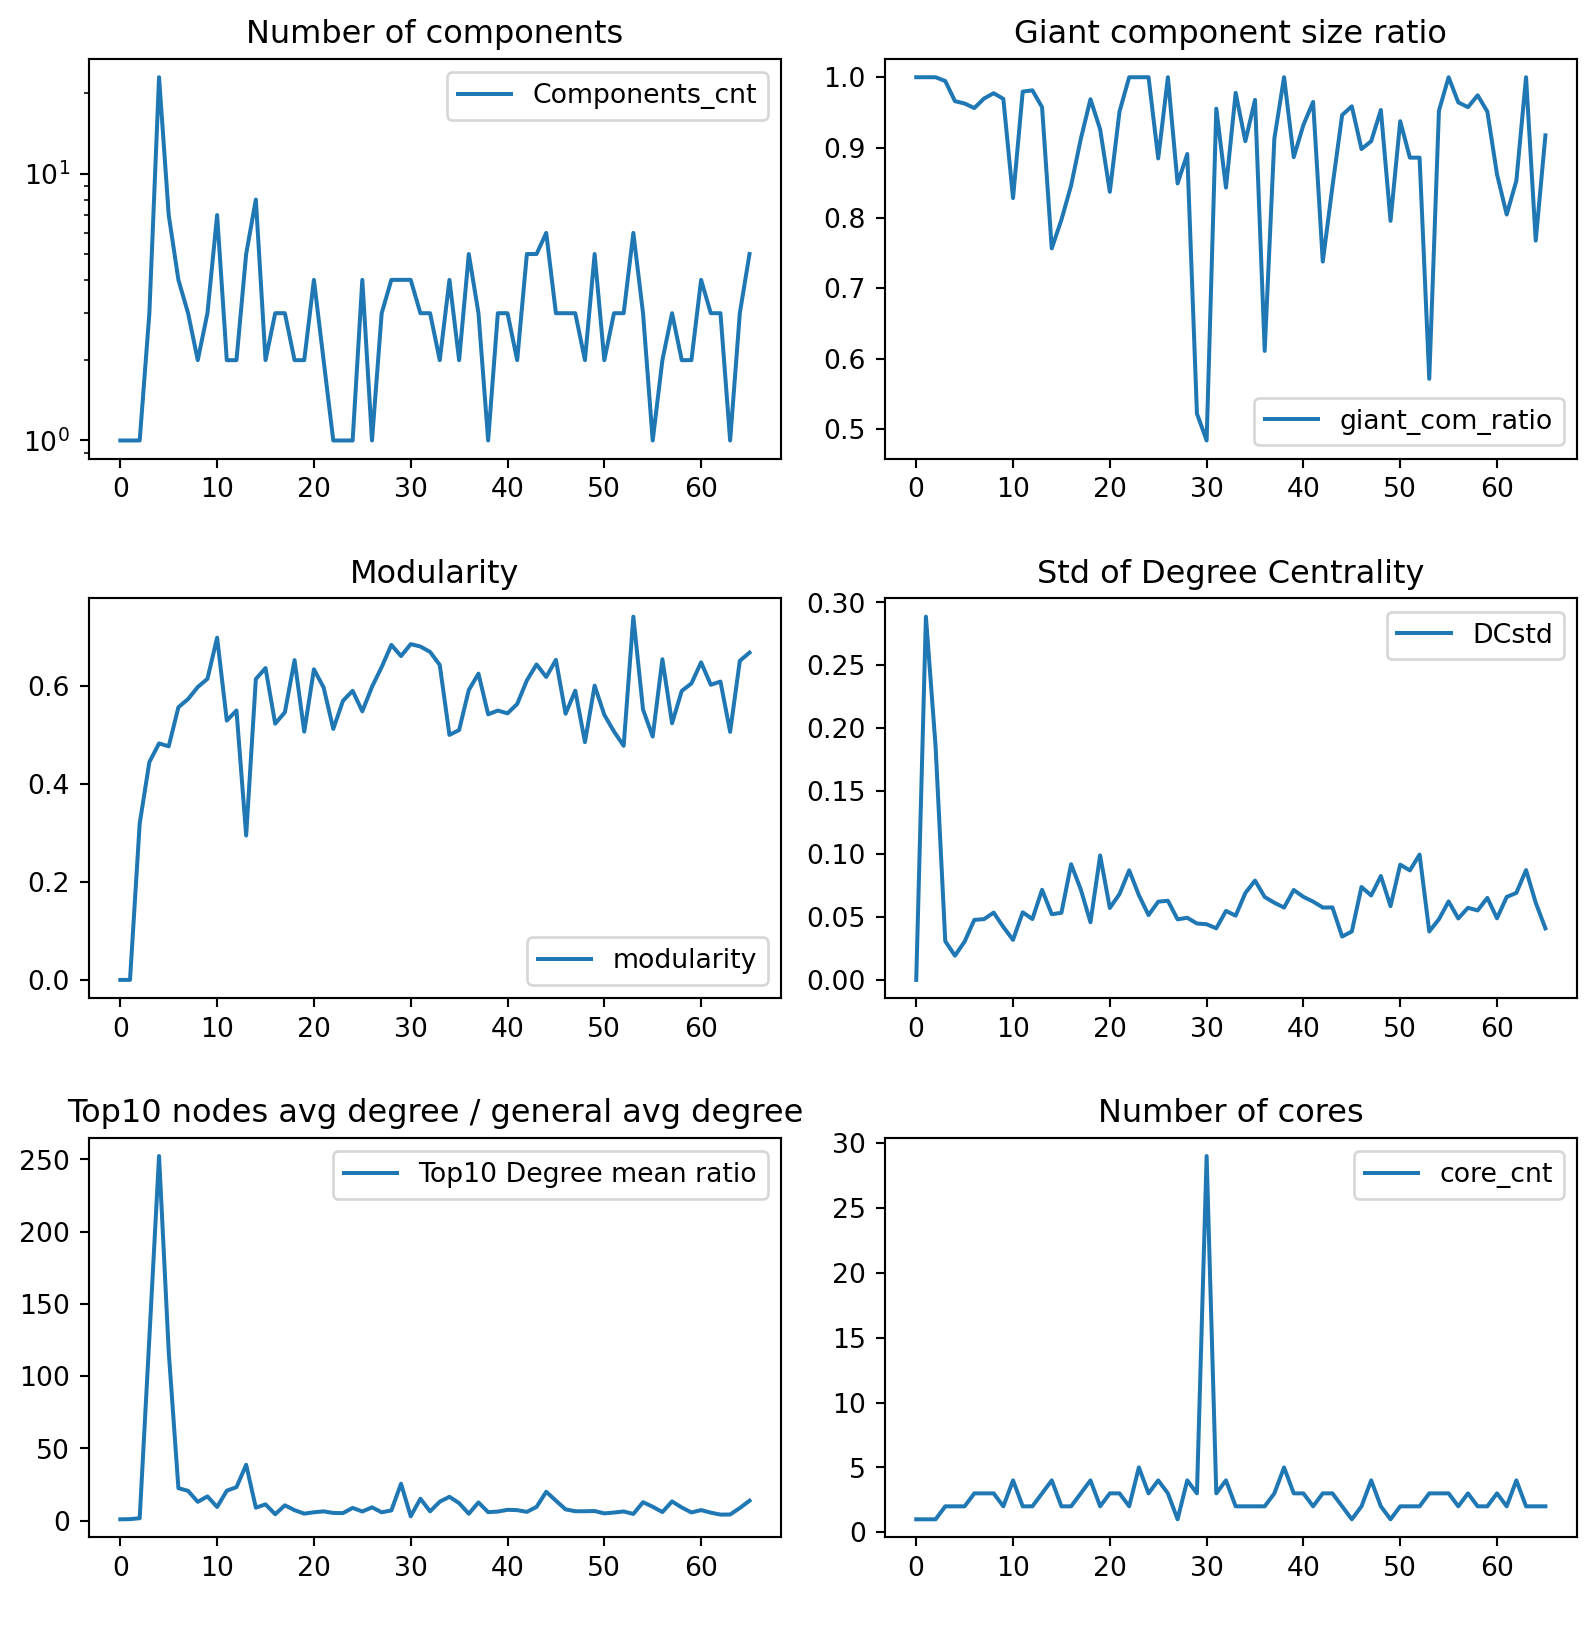 Number of components
Components_cnt
10¹
10⁰
0 10 20 30 40 50 60
Giant component size ratio
1.0
0.9
0.8
0.7
0.6
0.5
giant_com_ratio
0 10 20 30 40 50 60
Modularity
0.6
0.4
0.2
0.0
modularity
0 10 20 30 40 50 60
Std of Degree Centrality
0.30
DCstd
0.25
0.20
0.15
0.10
0.05
0.00
0 10 20 30 40 50 60
Top10 nodes avg degree / general avg degree
250
Top10 Degree mean ratio
200
150
100
50
0
0 10 20 30 40 50 60
Number of cores
30
core_cnt
25
20
15
10
5
0
0 10 20 30 40 50 60